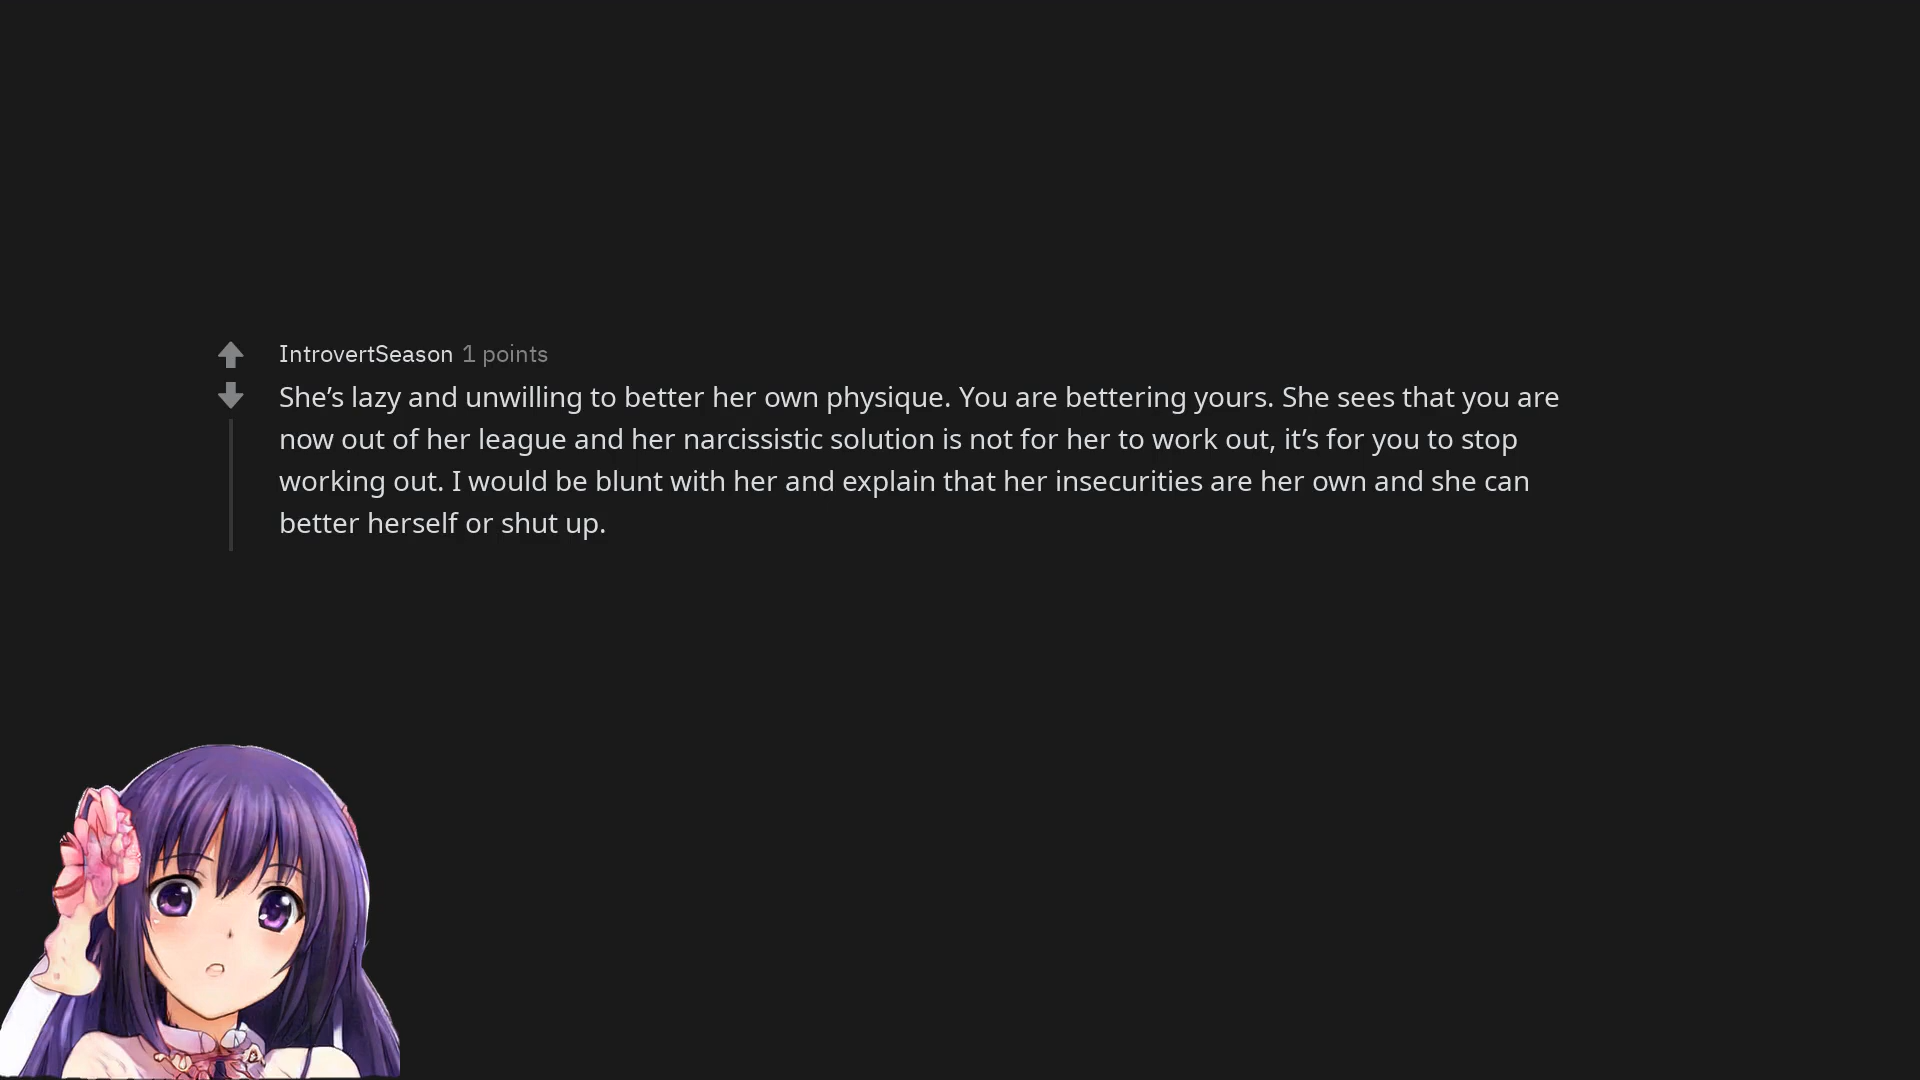 IntrovertSeason 1 points
She’s lazy and unwilling to better her own physique. You are bettering yours. She sees that you are
now out of her league and her narcissistic solution is not for her to work out, it’s for you to stop
working out. I would be blunt with her and explain that her insecurities are her own and she can
better herself or shut up.